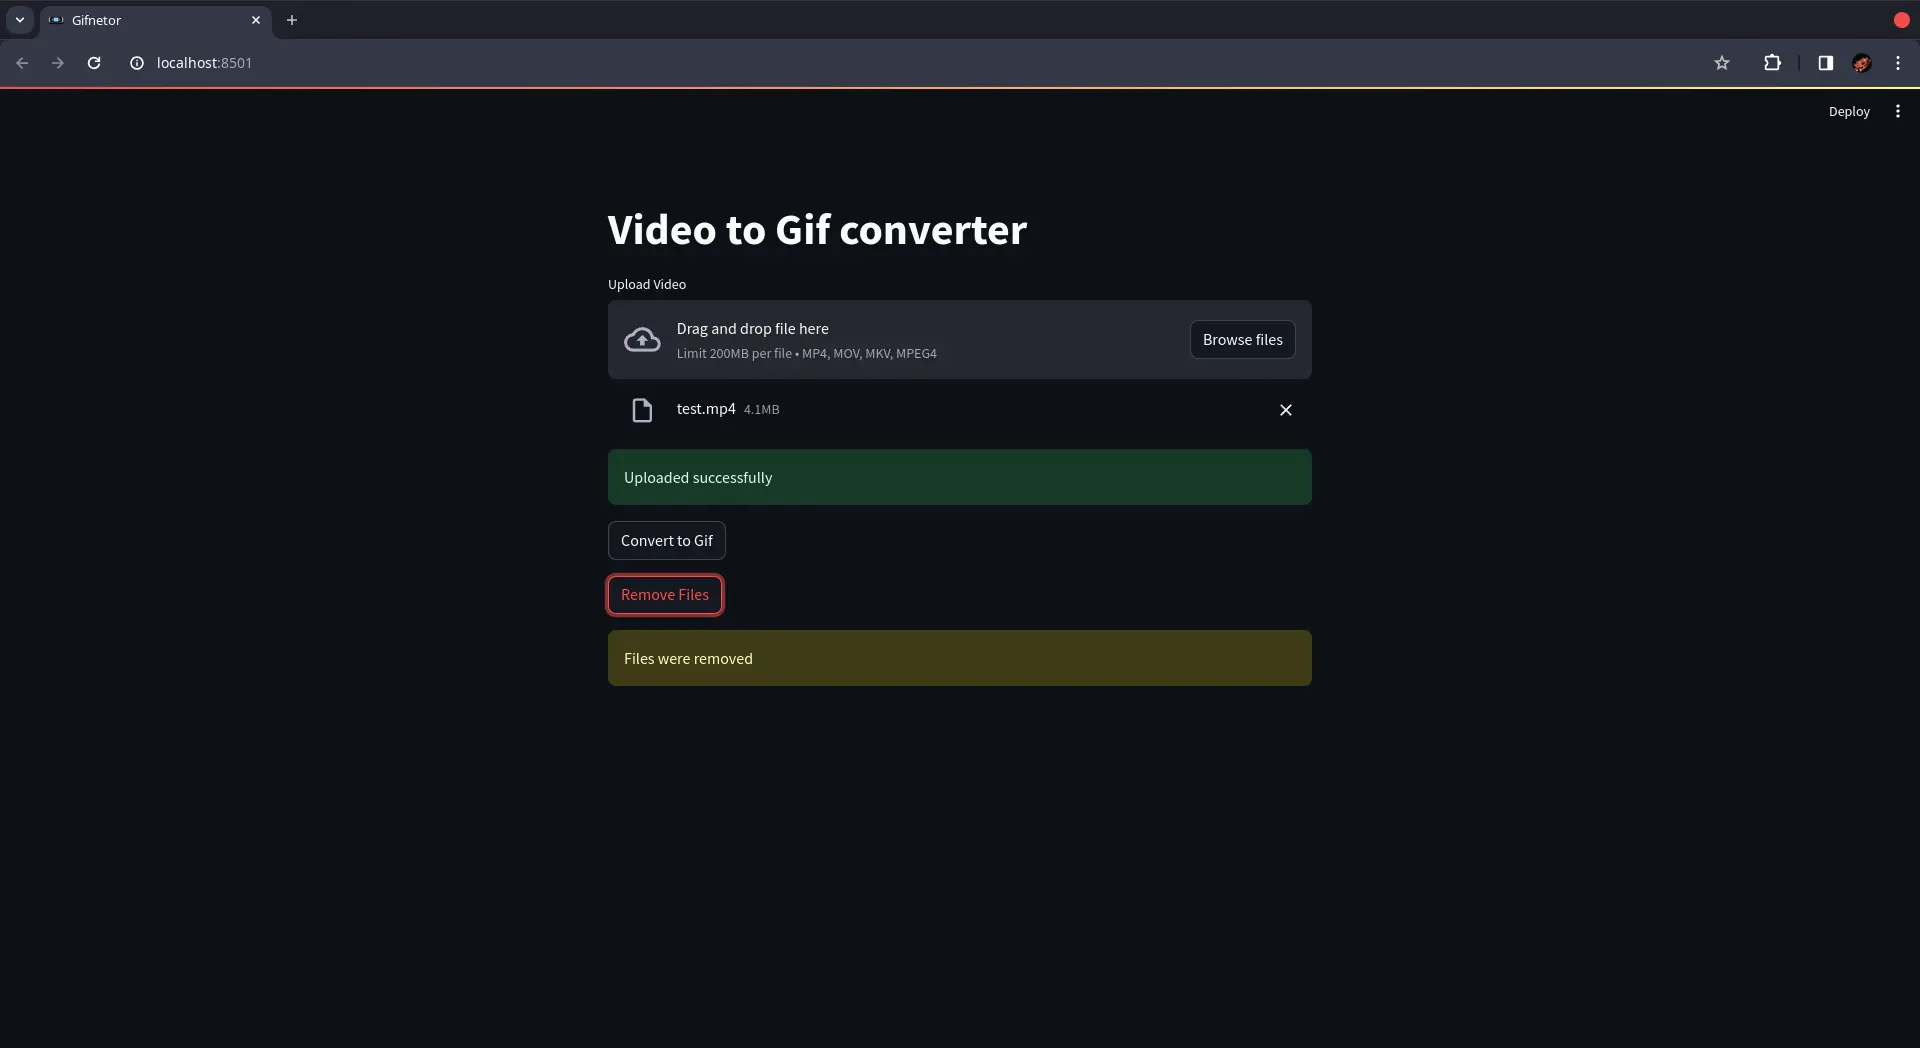 Gifnetor
localhost:8501
Deploy
Video to Gif converter
Upload Video
Drag and drop file here
Limit 200MB per file • MP4, MOV, MKV, MPEG4
Browse files
test.mp4 4.1MB
Uploaded successfully
Convert to Gif
Remove Files
Files were removed